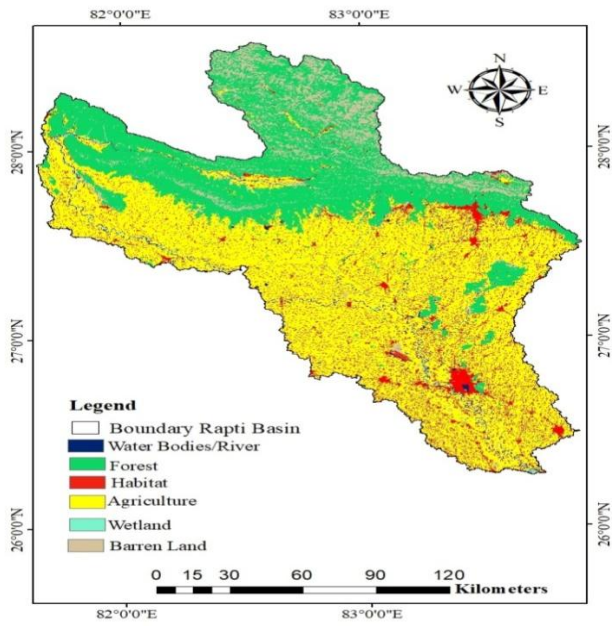 82°0'0"E 83°0'0"E
N
W E
S
28°0'0"N 28°0'0"N
27°0'0"N 27°0'0"N
26°0'0"N 26°0'0"N
Legend
Boundary Rapti Basin
Water Bodies/River
Forest
Habitat
Agriculture
Wetland
Barren Land
0 15 30 60 90 120
Kilometers
82°0'0"E 83°0'0"E